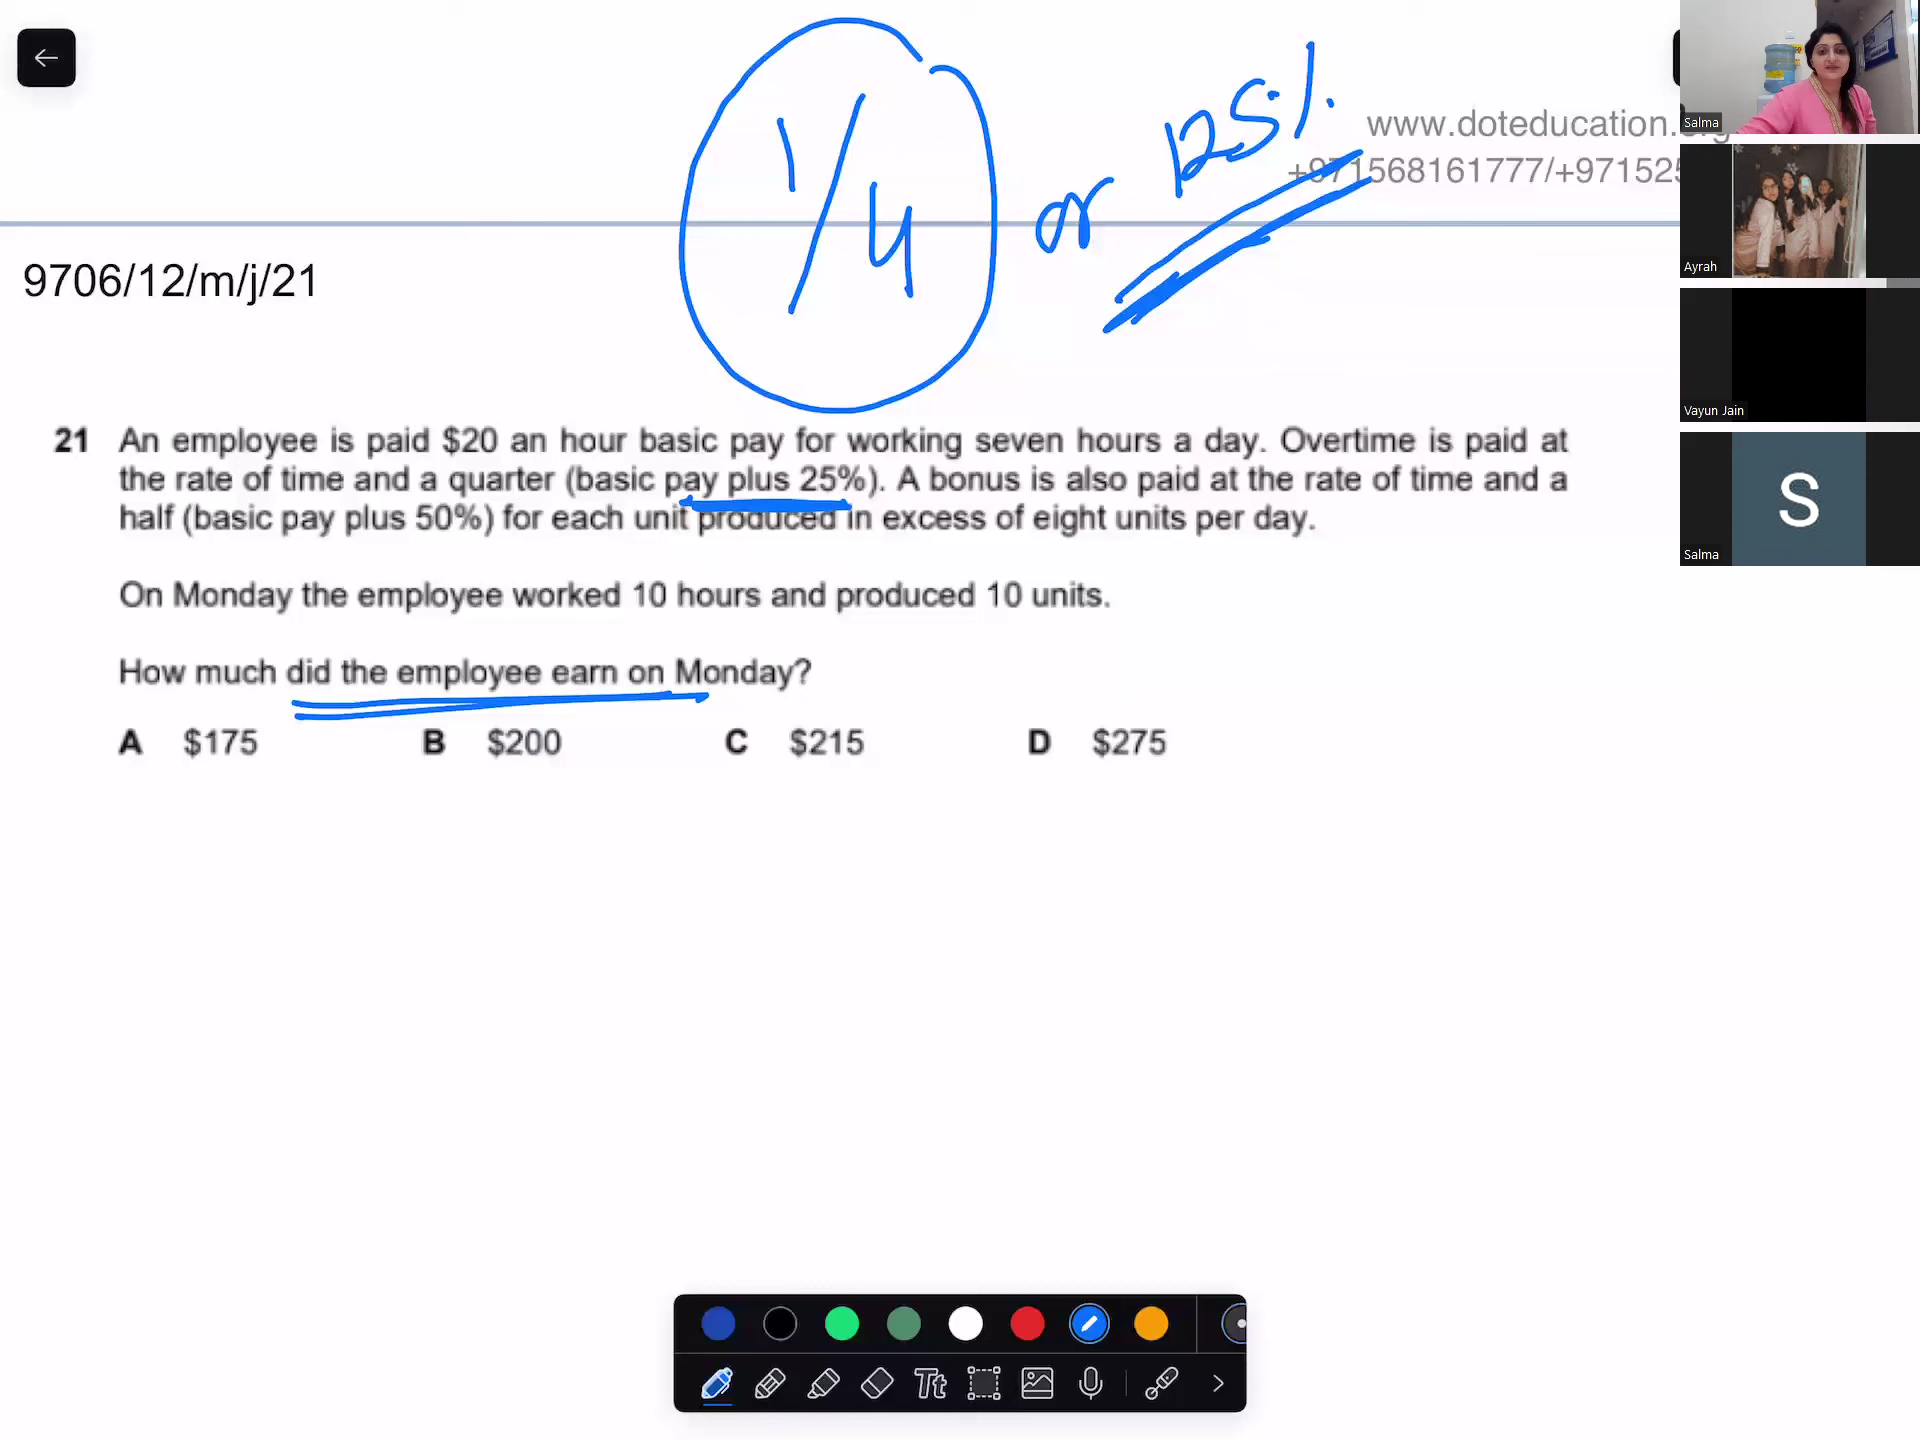 1/4 or 125%
www.doteducation.
+971568161777/+97152
9706/12/m/j/21
21 An employee is paid $20 an hour basic pay for working seven hours a day. Overtime is paid at
the rate of time and a quarter (basic pay plus 25%). A bonus is also paid at the rate of time and a
half (basic pay plus 50%) for each unit produced in excess of eight units per day.
On Monday the employee worked 10 hours and produced 10 units.
How much did the employee earn on Monday?
A $175 B $200 C $215 D $275
Salma
Ayrah
Vayun Jain
S
Salma
Tt